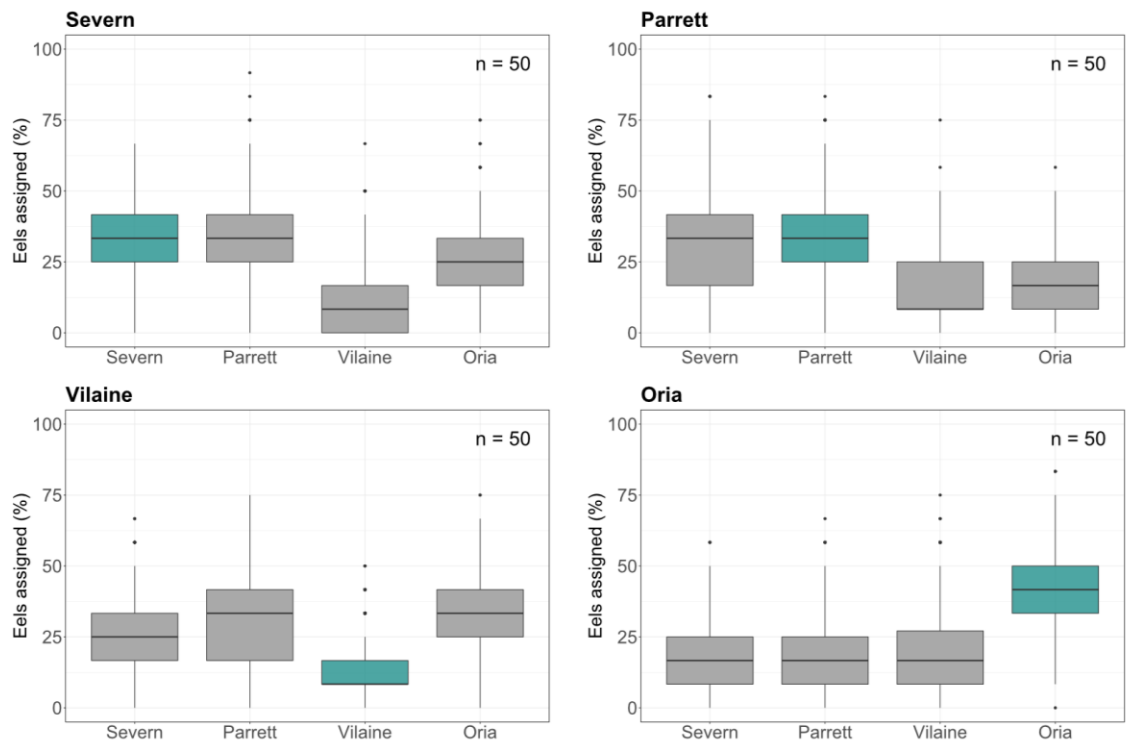 Severn
Eels assigned (%)
100
75
50
25
0
n = 50
Severn Parrett Vilaine Oria
Parrett
Eels assigned (%)
100
75
50
25
0
n = 50
Severn Parrett Vilaine Oria
Vilaine
Eels assigned (%)
100
75
50
25
0
n = 50
Severn Parrett Vilaine Oria
Oria
Eels assigned (%)
100
75
50
25
0
n = 50
Severn Parrett Vilaine Oria